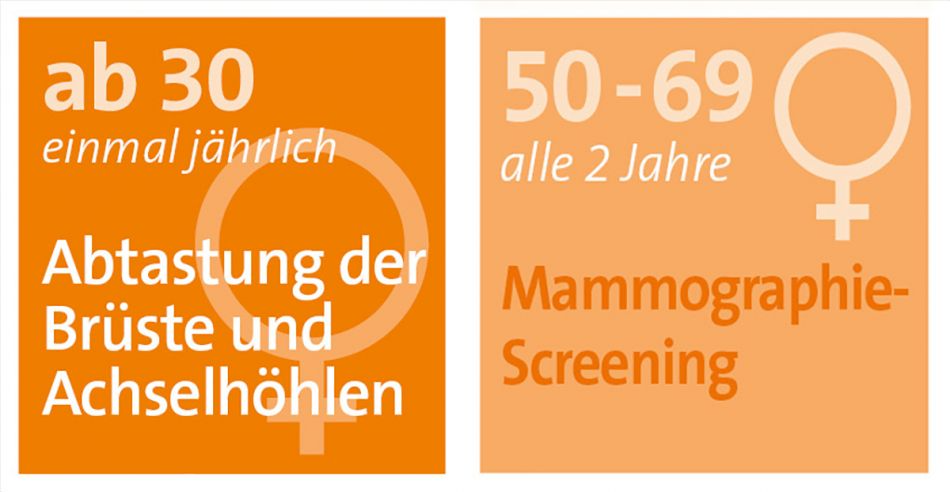 ab 30
einmal jährlich
Abtastung der
Brüste und
Achselhöhlen
50 - 69
alle 2 Jahre
Mammographie-
Screening